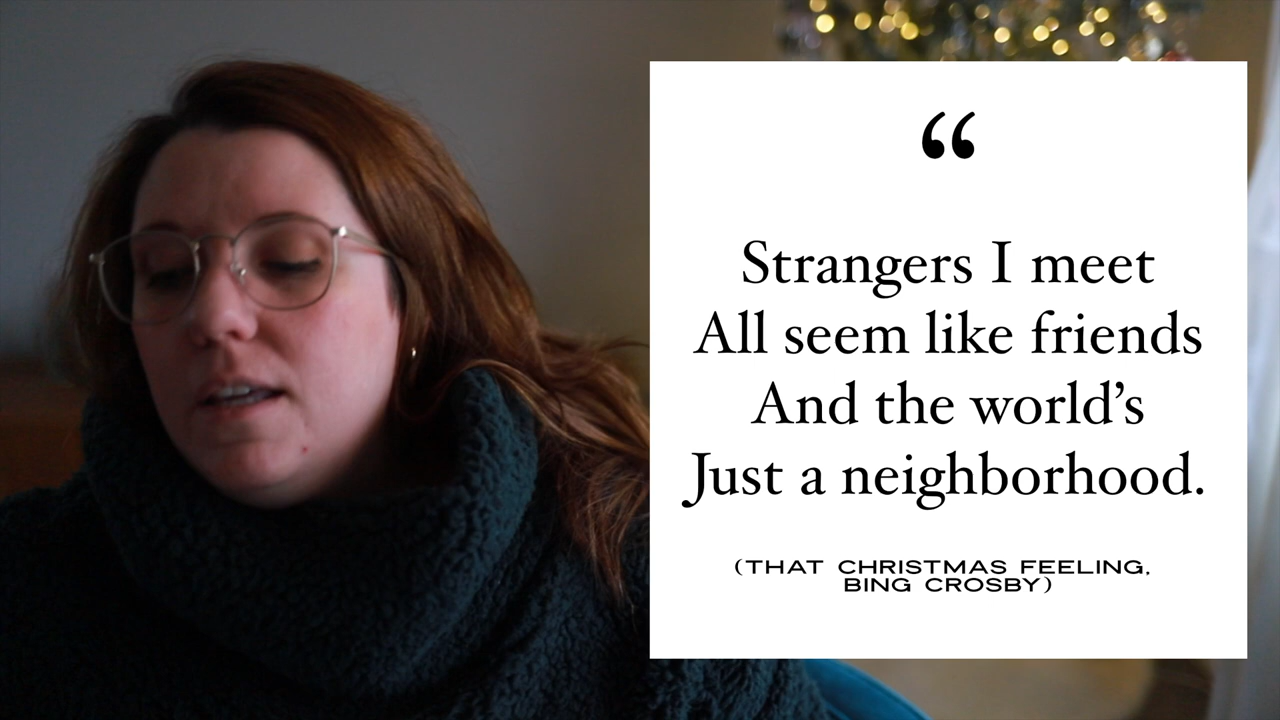 “
Strangers I meet
All seem like friends
And the world’s
Just a neighborhood.
(THAT CHRISTMAS FEELING,
BING CROSBY)